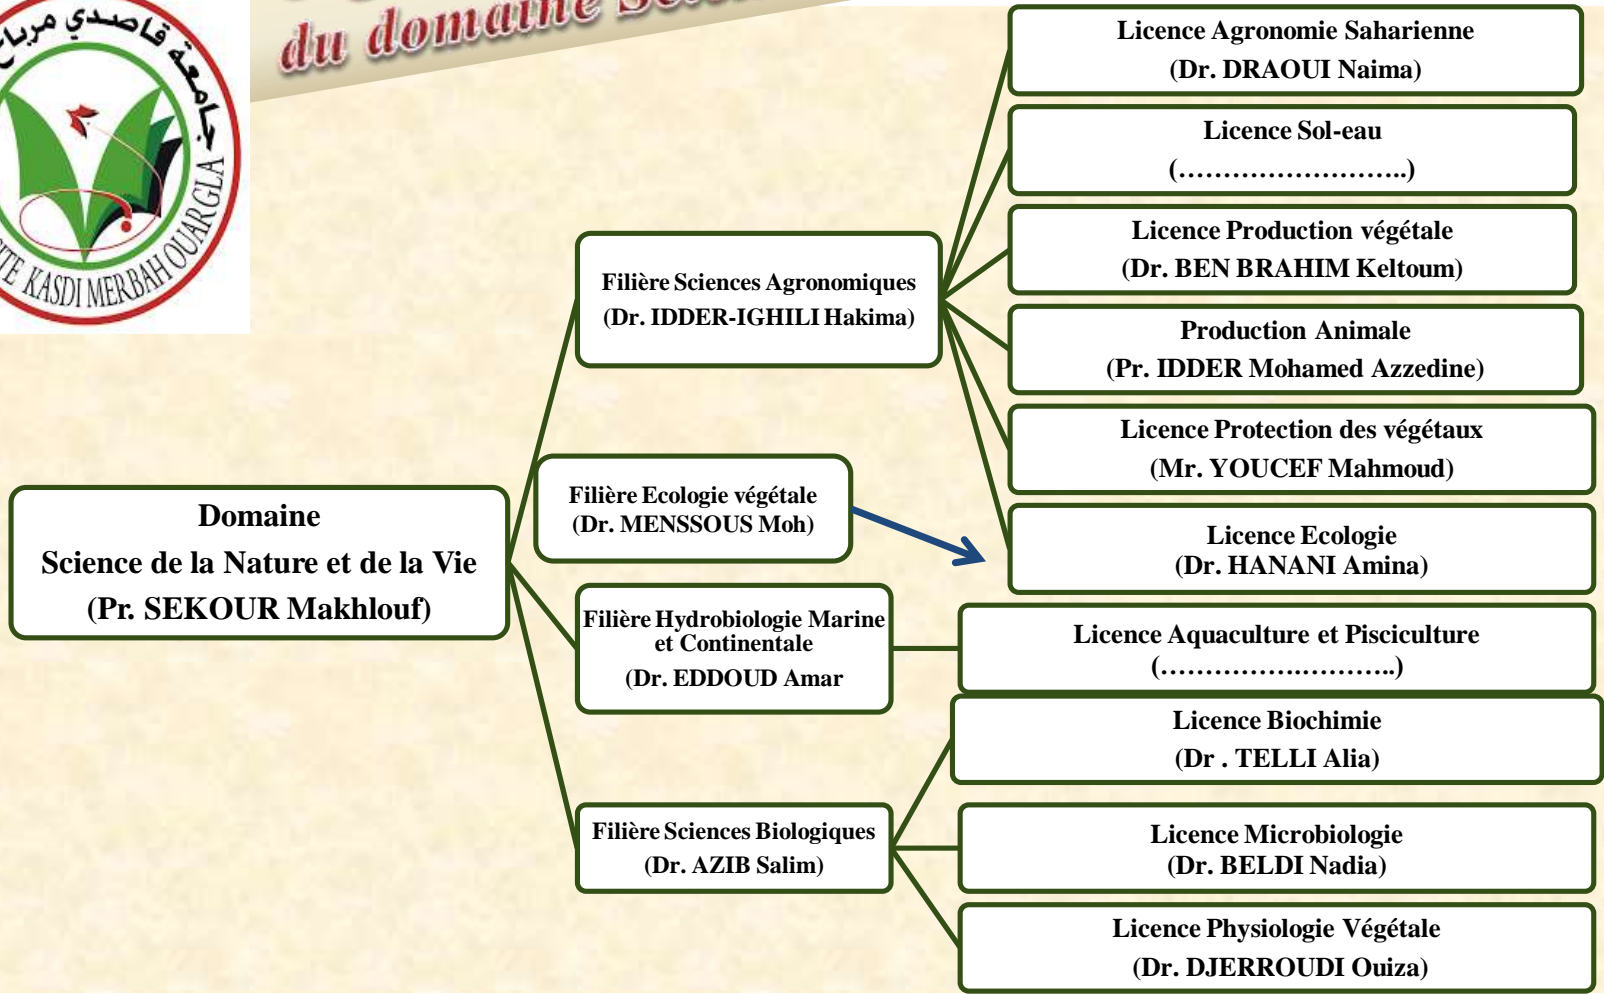 جامعة قاصدي مرباح
KASDI MERBAH OUARGLA
du domaine
Domaine
Science de la Nature et de la Vie
(Pr. SEKOUR Makhlouf)
Filière Sciences Agronomiques
(Dr. IDDER-IGHILI Hakima)
Filière Ecologie végétale
(Dr. MENSSOUS Moh)
Filière Hydrobiologie Marine
et Continentale
(Dr. EDDOUD Amar
Filière Sciences Biologiques
(Dr. AZIB Salim)
Licence Agronomie Saharienne
(Dr. DRAOUI Naima)
Licence Sol-eau
(……………………..)
Licence Production végétale
(Dr. BEN BRAHIM Keltoum)
Production Animale
(Pr. IDDER Mohamed Azzedine)
Licence Protection des végétaux
(Mr. YOUCEF Mahmoud)
Licence Ecologie
(Dr. HANANI Amina)
Licence Aquaculture et Pisciculture
(…………….………..)
Licence Biochimie
(Dr . TELLI Alia)
Licence Microbiologie
(Dr. BELDI Nadia)
Licence Physiologie Végétale
(Dr. DJERROUDI Ouiza)